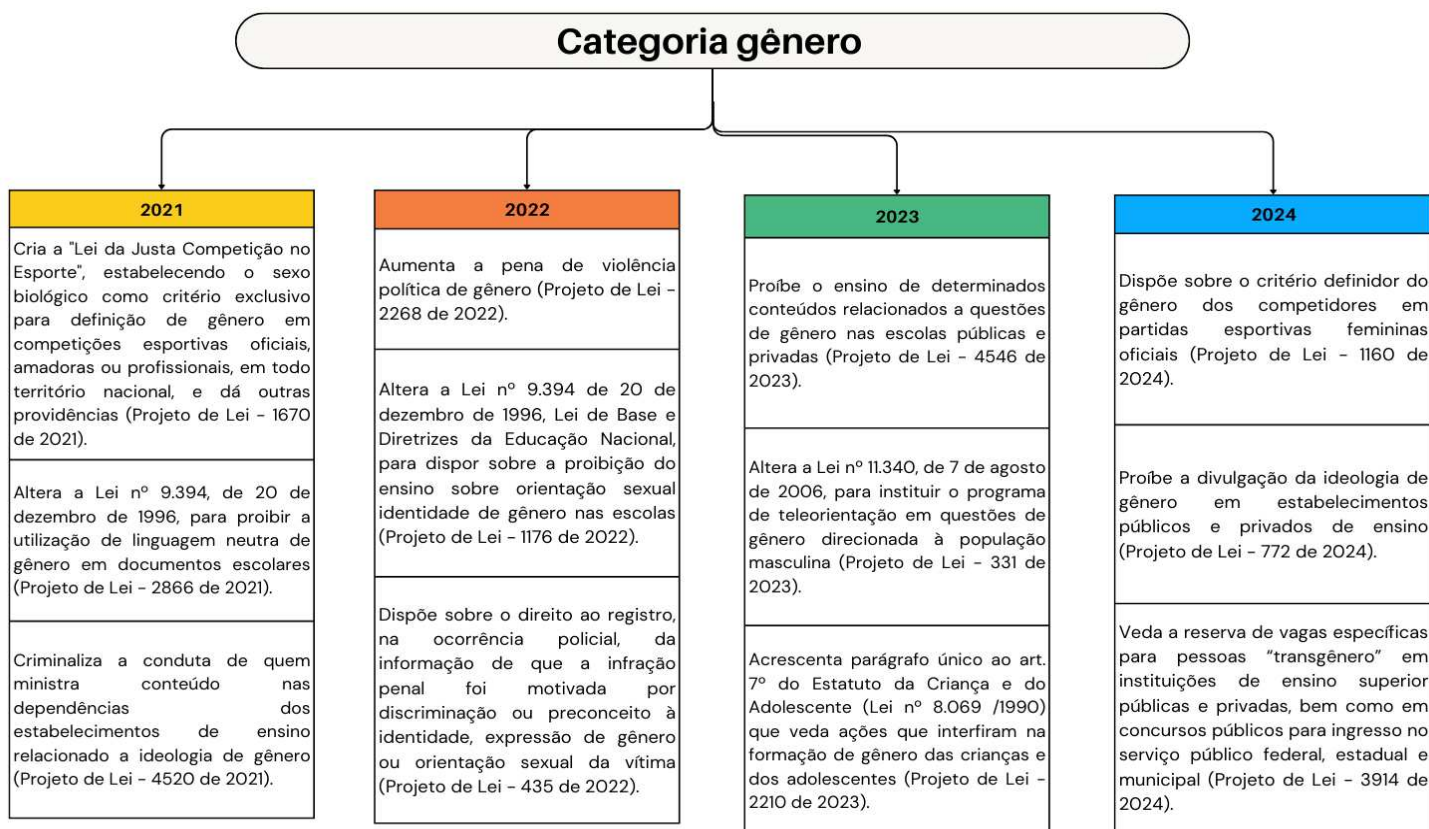 Categoria gênero
2021
Cria a "Lei da Justa Competição no
Esporte", estabelecendo o sexo
biológico como critério exclusivo
para definição de gênero em
competições esportivas oficiais,
amadoras ou profissionais, em todo
território nacional, e dá outras
providências (Projeto de Lei - 1670
de 2021).
Altera a Lei nº 9.394, de 20 de
dezembro de 1996, para proibir a
utilização de linguagem neutra de
gênero em documentos escolares
(Projeto de Lei - 2866 de 2021).
Criminaliza a conduta de quem
ministra conteúdo nas
dependências dos
estabelecimentos de ensino
relacionado a ideologia de gênero
(Projeto de Lei - 4520 de 2021).
2022
Aumenta a pena de violência
política de gênero (Projeto de Lei -
2268 de 2022).
Altera a Lei nº 9.394 de 20 de
dezembro de 1996, Lei de Base e
Diretrizes da Educação Nacional,
para dispor sobre a proibição do
ensino sobre orientação sexual
identidade de gênero nas escolas
(Projeto de Lei - 1176 de 2022).
Dispõe sobre o direito ao registro,
na ocorrência policial, da
informação de que a infração
penal foi motivada por
discriminação ou preconceito à
identidade, expressão de gênero
ou orientação sexual da vítima
(Projeto de Lei - 435 de 2022).
2023
Proíbe o ensino de determinados
conteúdos relacionados a questões
de gênero nas escolas públicas e
privadas (Projeto de Lei - 4546 de
2023).
Altera a Lei nº 11.340, de 7 de agosto
de 2006, para instituir o programa
de teleorientação em questões de
gênero direcionada à população
masculina (Projeto de Lei - 331 de
2023).
Acrescenta parágrafo único ao art.
7º do Estatuto da Criança e do
Adolescente (Lei nº 8.069 /1990)
que veda ações que interfiram na
formação de gênero das crianças e
dos adolescentes (Projeto de Lei -
2210 de 2023).
2024
Dispõe sobre o critério definidor do
gênero dos competidores em
partidas esportivas femininas
oficiais (Projeto de Lei - 1160 de
2024).
Proíbe a divulgação da ideologia de
gênero em estabelecimentos
públicos e privados de ensino
(Projeto de Lei - 772 de 2024).
Veda a reserva de vagas específicas
para pessoas “transgênero” em
instituições de ensino superior
públicas e privadas, bem como em
concursos públicos para ingresso no
serviço público federal, estadual e
municipal (Projeto de Lei - 3914 de
2024).